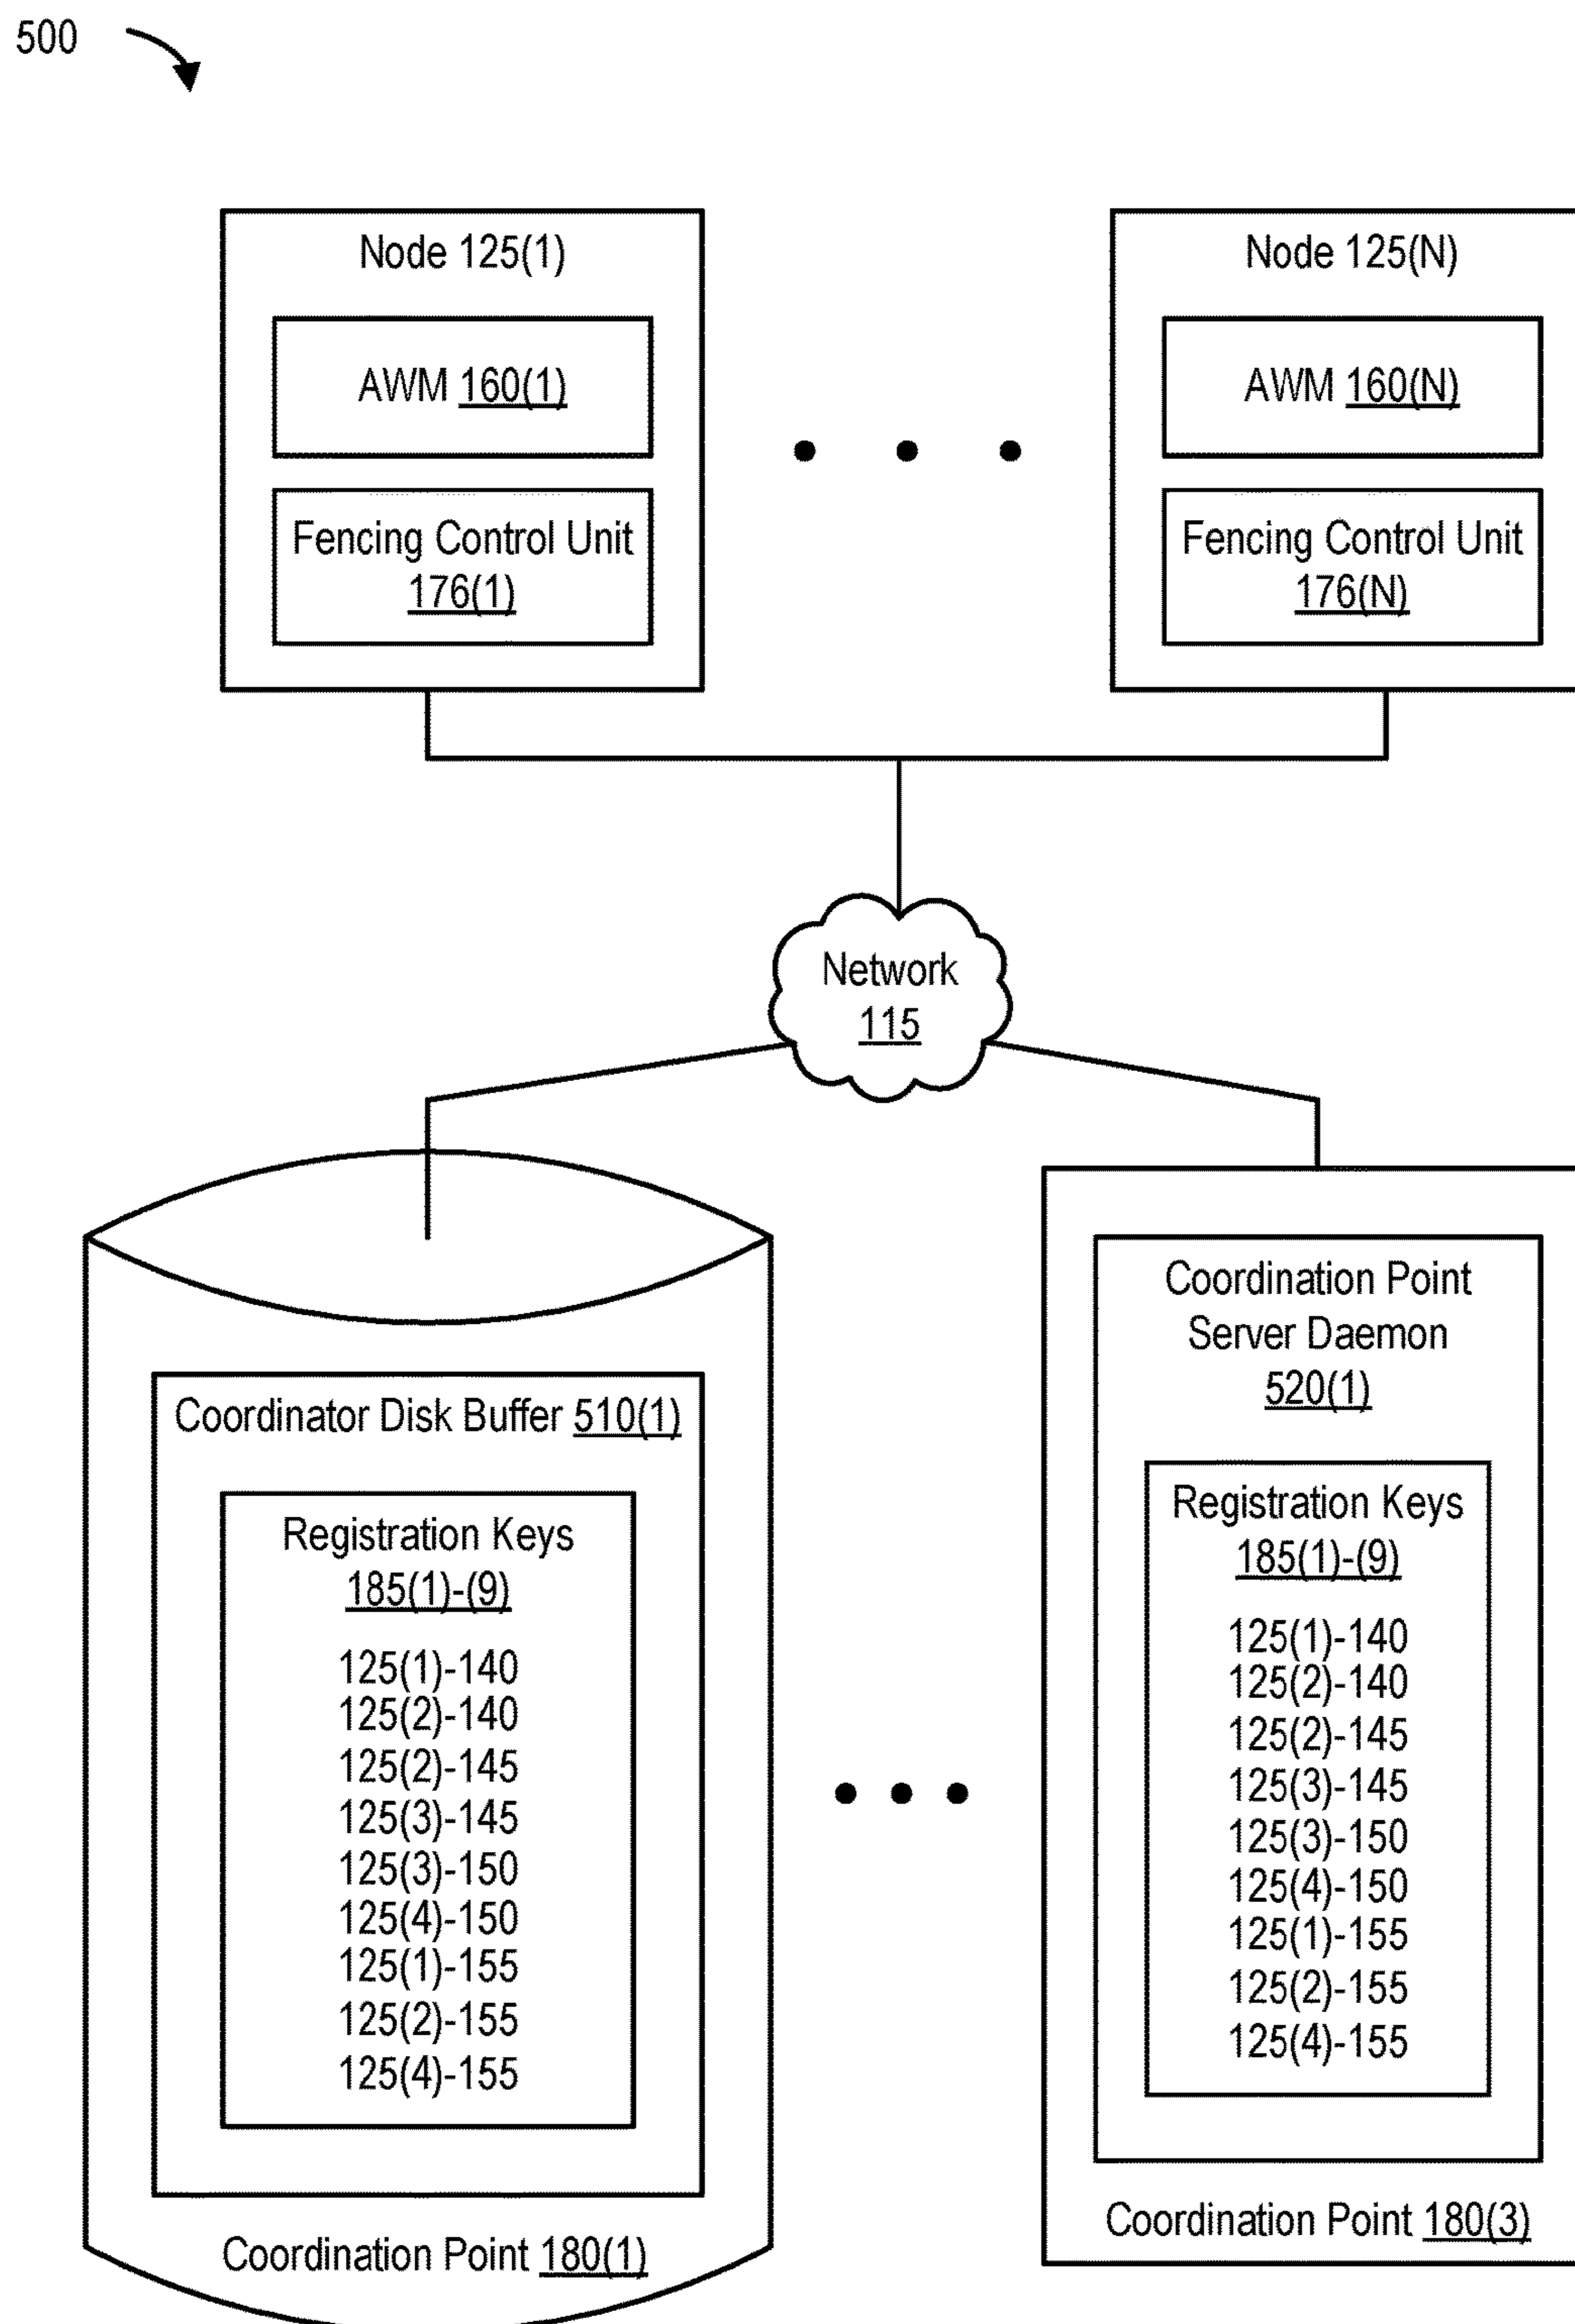 500
Node 125(1)
AWM 160(1)
Fencing Control Unit
176(1)
Node 125(N)
AWM 160(N)
Fencing Control Unit
176(N)
Network
115
Coordinator Disk Buffer 510(1)
Registration Keys
185(1)-(9)
125(1)-140
125(2)-140
125(2)-145
125(3)-145
125(3)-150
125(4)-150
125(1)-155
125(2)-155
125(4)-155
Coordination Point 180(1)
Coordination Point
Server Daemon
520(1)
Registration Keys
185(1)-(9)
125(1)-140
125(2)-140
125(2)-145
125(3)-145
125(3)-150
125(4)-150
125(1)-155
125(2)-155
125(4)-155
Coordination Point 180(3)